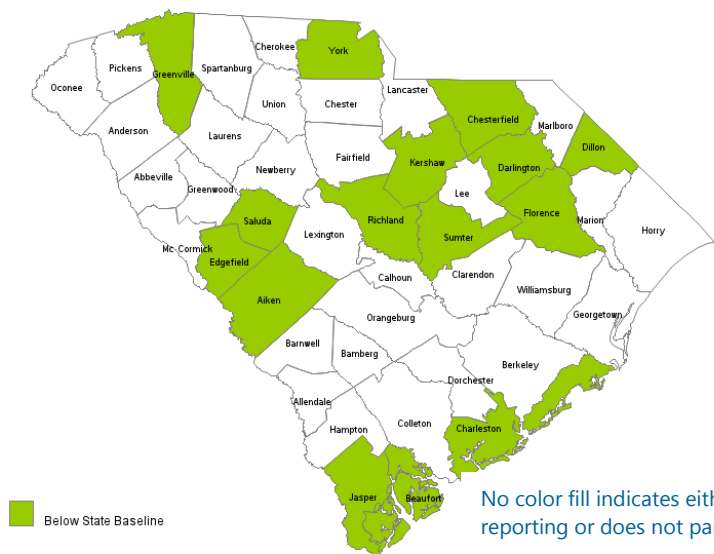 Cherokee
York
Pickens
Spartanburg
Greenville
Oconee
Lancaster
Union
Chester
Chesterfield
Marlboro
Anderson
Laurens
Dillon
Fairfield
Kershaw
Darlington
Abbeville
Newberry
Greenwood
Lee
Florence
Saluda
Richland
Marion
Horry
Lexington
Sumter
Mc Cormick
Edgefield
Calhoun
Clarendon
Williamsburg
Aiken
Orangeburg
Georgetown
Barnwell
Bamberg
Berkeley
Dorchester
Allendale
Colleton
Charleston
Hampton
Jasper
Beaufort
No color fill indicates eith
reporting or does not pa
Below State Baseline